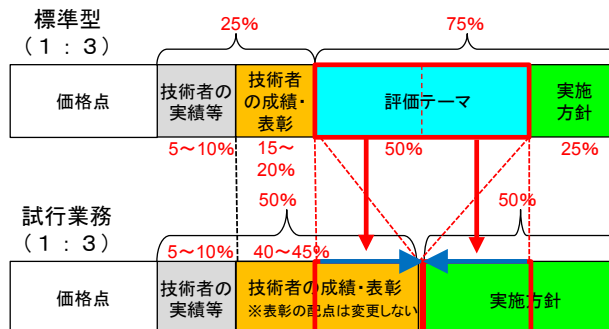 標準型
(1 : 3)
25%
75%
価格点
技術者の
実績等
技術者
の成績・
表彰
評価テーマ
実施
方針
5~10%
15~
20%
50%
25%
試行業務
(1 : 3)
50%
50%
5~10%
40~45%
価格点
技術者の
実績等
技術者の成績・表彰
※表彰の配点は変更しない
実施方針